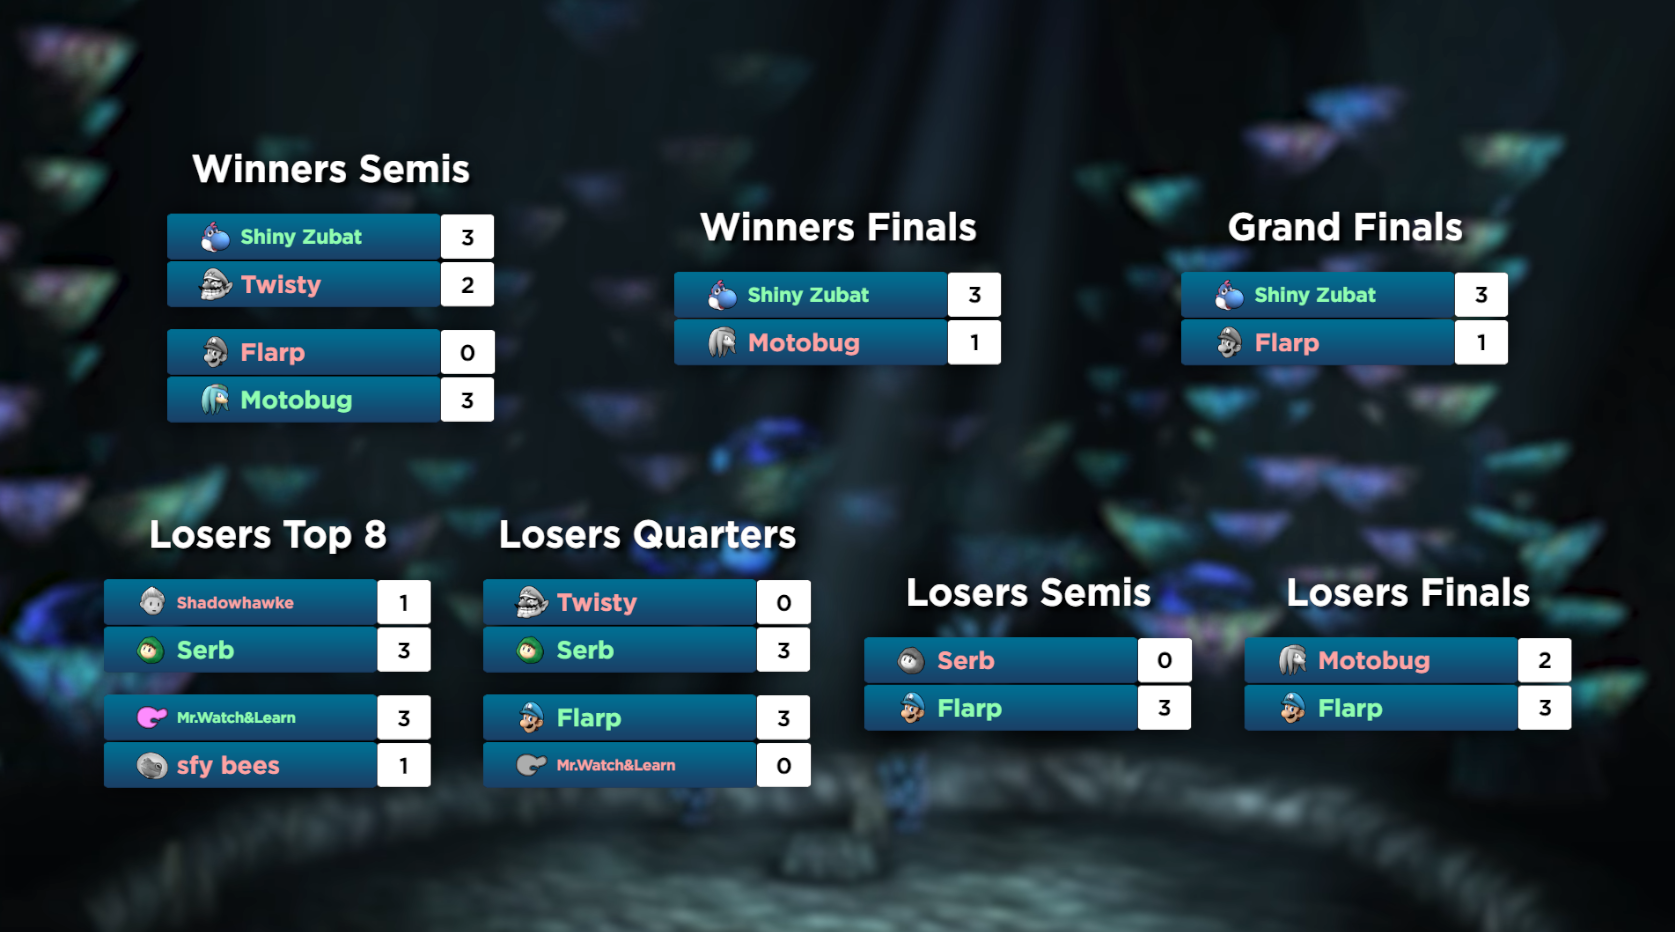 Winners Semis
Shiny Zubat 3
Twisty 2
Flarp 0
Motobug 3
Winners Finals
Shiny Zubat 3
Motobug 1
Grand Finals
Shiny Zubat 3
Flarp 1
Losers Top 8
Shadowhawke 1
Serb 3
Mr.Watch&Learn 3
sfy bees 1
Losers Quarters
Twisty 0
Serb 3
Flarp 3
Mr.Watch&Learn 0
Losers Semis
Serb 0
Flarp 3
Losers Finals
Motobug 2
Flarp 3